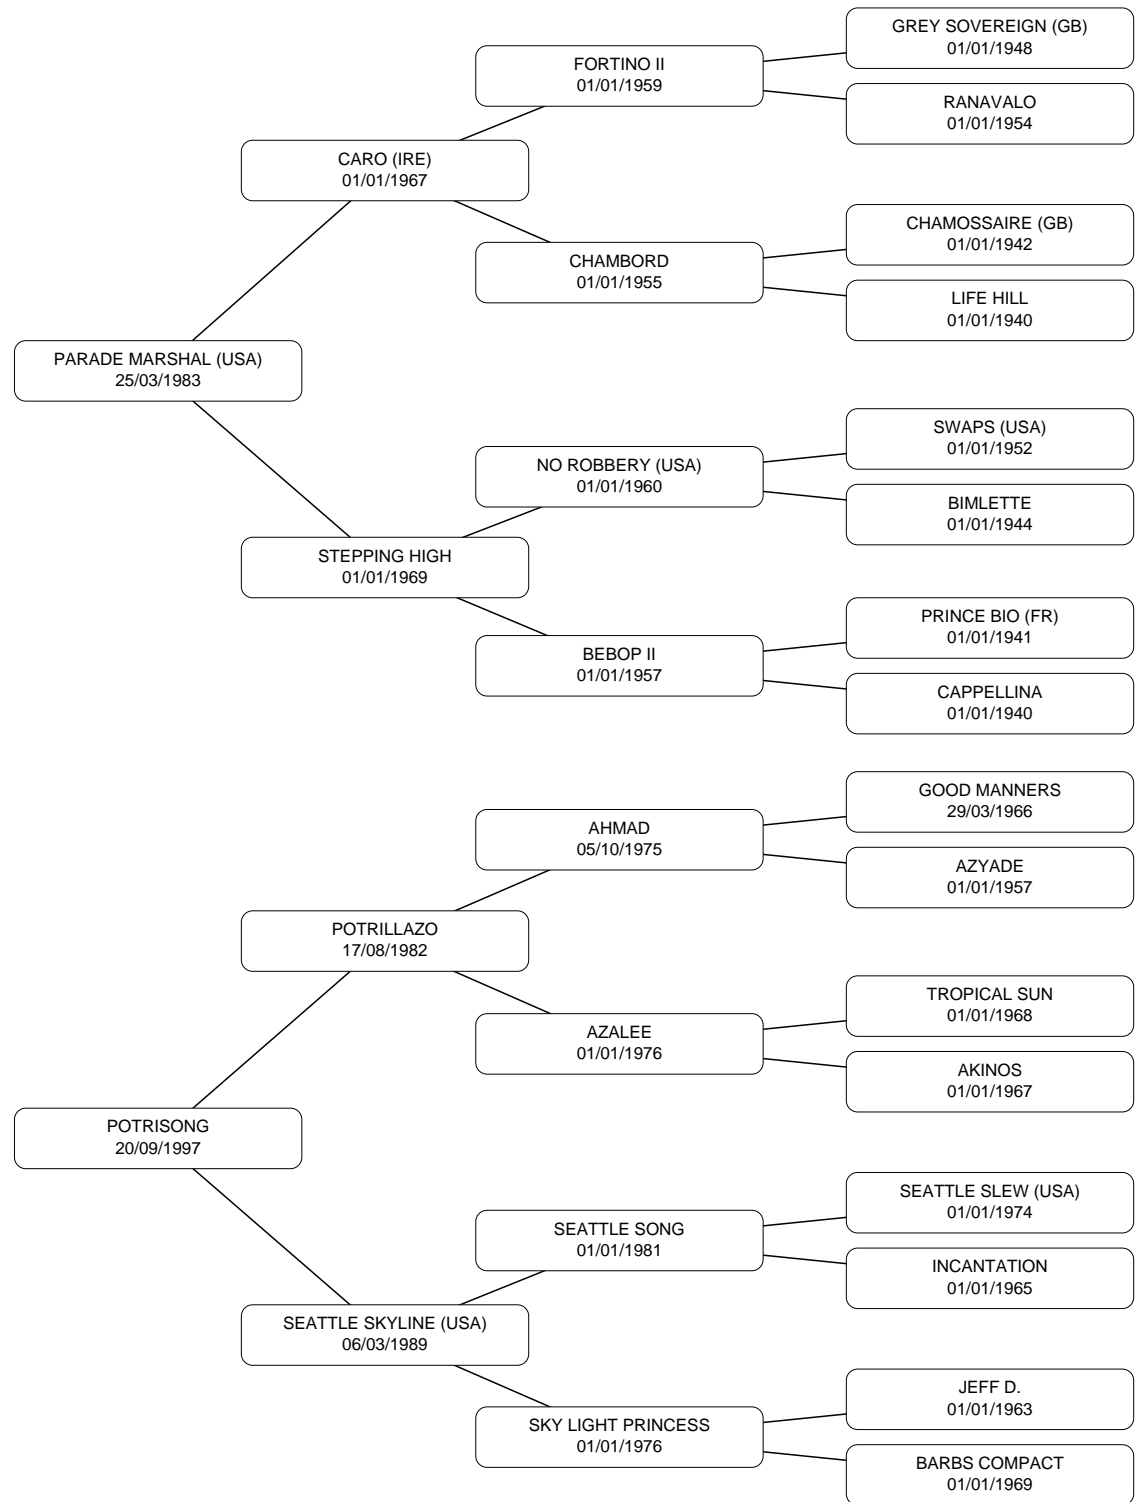 GREY SOVEREIGN (GB)
01/01/1948
FORTINO II
01/01/1959
RANAVALO
01/01/1954
CARO (IRE)
01/01/1967
CHAMOSSAIRE (GB)
01/01/1942
CHAMBORD
01/01/1955
LIFE HILL
01/01/1940
PARADE MARSHAL (USA)
25/03/1983
SWAPS (USA)
01/01/1952
NO ROBBERY (USA)
01/01/1960
BIMLETTE
01/01/1944
STEPPING HIGH
01/01/1969
PRINCE BIO (FR)
01/01/1941
BEBOP II
01/01/1957
CAPPELLINA
01/01/1940
GOOD MANNERS
29/03/1966
AHMAD
05/10/1975
AZYADE
01/01/1957
POTRILLAZO
17/08/1982
TROPICAL SUN
01/01/1968
AZALEE
01/01/1976
AKINOS
01/01/1967
POTRISONG
20/09/1997
SEATTLE SLEW (USA)
01/01/1974
SEATTLE SONG
01/01/1981
INCANTATION
01/01/1965
SEATTLE SKYLINE (USA)
06/03/1989
JEFF D.
01/01/1963
SKY LIGHT PRINCESS
01/01/1976
BARBS COMPACT
01/01/1969